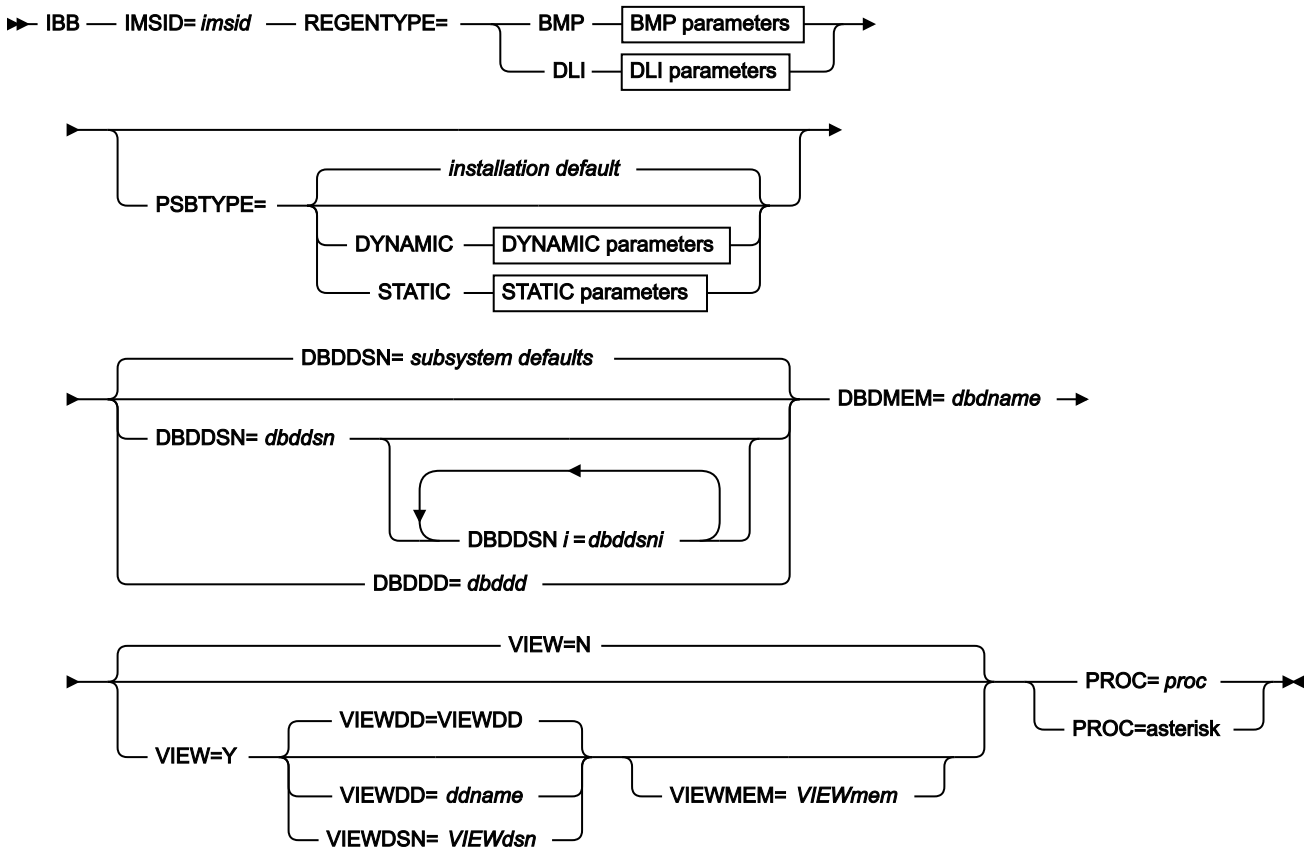 IBB IMSID= imsid REGENTYPE= BMP BMP parameters
DLI DLI parameters
installation default
PSBTYPE=
DYNAMIC DYNAMIC parameters
STATIC STATIC parameters
DBDDSN= subsystem defaults
DBDMEM= dbdname
DBDDSN= dbddsn
DBDDSN i =dbddsni
DBDDD= dbddd
VIEW=N
PROC= proc
VIEWDD=VIEWDD
PROC=asterisk
VIEW=Y
VIEWDD= ddname
VIEWMEM= VIEWmem
VIEWDSN= VIEWdsn